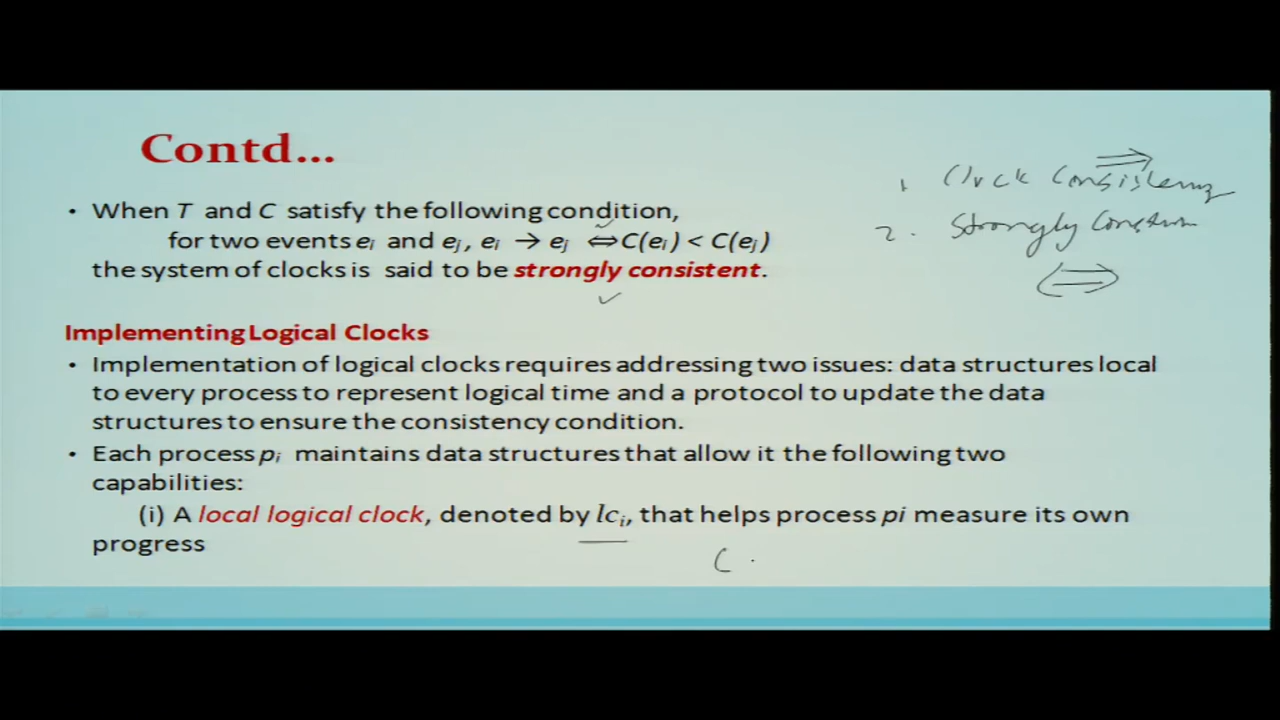 Contd...
1. Clock Consistency
• When T and C satisfy the following condition,
2. Strongly
for two events eᵢ and eⱼ, eᵢ → eⱼ ⇔ C(eᵢ) < C(eⱼ)
the system of clocks is said to be strongly consistent.
Implementing Logical Clocks
• Implementation of logical clocks requires addressing two issues: data structures local
to every process to represent logical time and a protocol to update the data
structures to ensure the consistency condition.
• Each process pᵢ maintains data structures that allow it the following two
capabilities:
(i) A local logical clock, denoted by lcᵢ, that helps process pi measure its own
progress